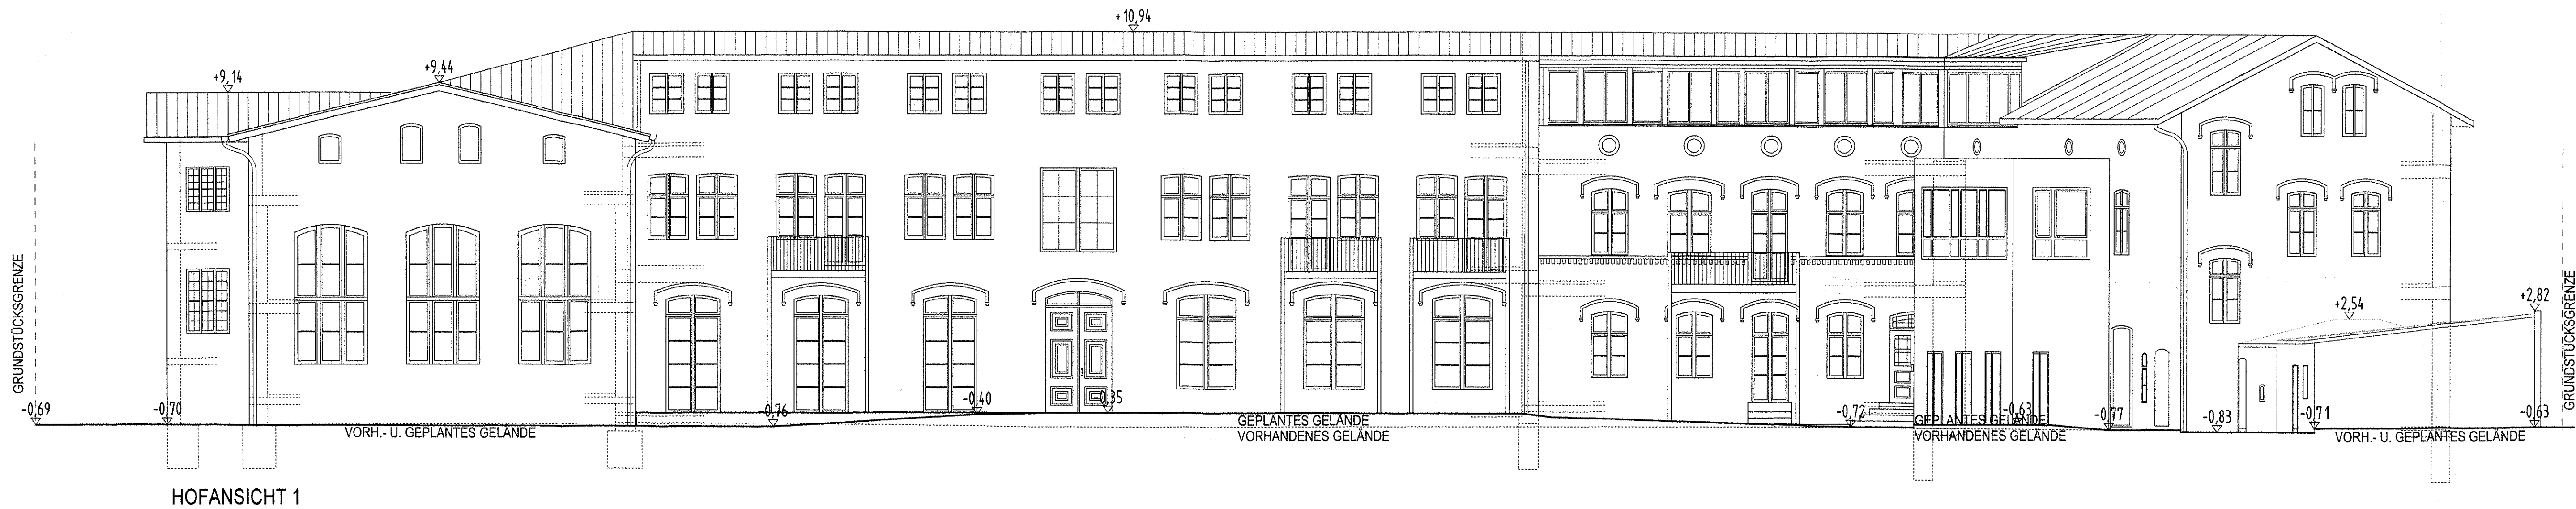 +10,94
+9,44
+9,14
GRUNDSTÜCKSGRENZE
GRUNDSTÜCKSGRENZE
+2,82
+2,54
-0,69
-0,70
-0,76
-0,40
-0,35
-0,72
-0,63
-0,77
-0,83
-0,71
-0,63
GEPLANTES GELÄNDE
GEPLANTES GELÄNDE
VORH.- U. GEPLANTES GELÄNDE
VORHANDENES GELÄNDE
VORHANDENES GELÄNDE
VORH.- U. GEPLANTES GELÄNDE
HOFANSICHT 1